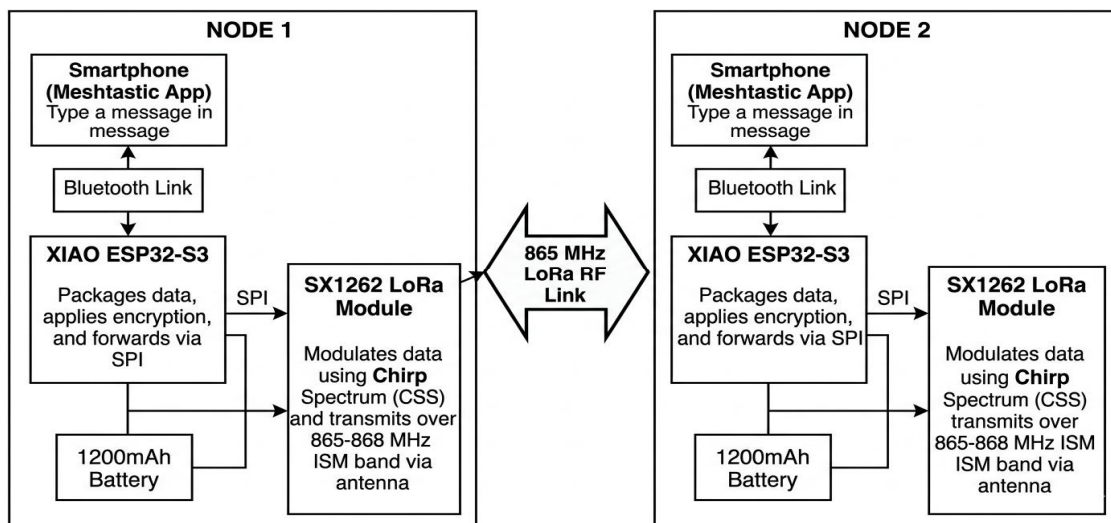 NODE 1
Smartphone
(Meshtastic App)
Type a message in
message
Bluetooth Link
XIAO ESP32-S3
Packages data,
applies encryption,
and forwards via
SPI
SPI
1200mAh
Battery
SX1262 LoRa
Module
Modulates data
using Chirp
Spectrum (CSS)
and transmits over
865-868 MHz
ISM band via
antenna
865 MHz
LoRa RF
Link
NODE 2
Smartphone
(Meshtastic App)
Type a message in
message
Bluetooth Link
XIAO ESP32-S3
Packages data,
applies encryption,
and forwards via SPI
SPI
1200mAh
Battery
SX1262 LoRa
Module
Modulates data
using Chirp
Spectrum (CSS)
transmits over
865-868 MHz ISM
ISM band via
antenna